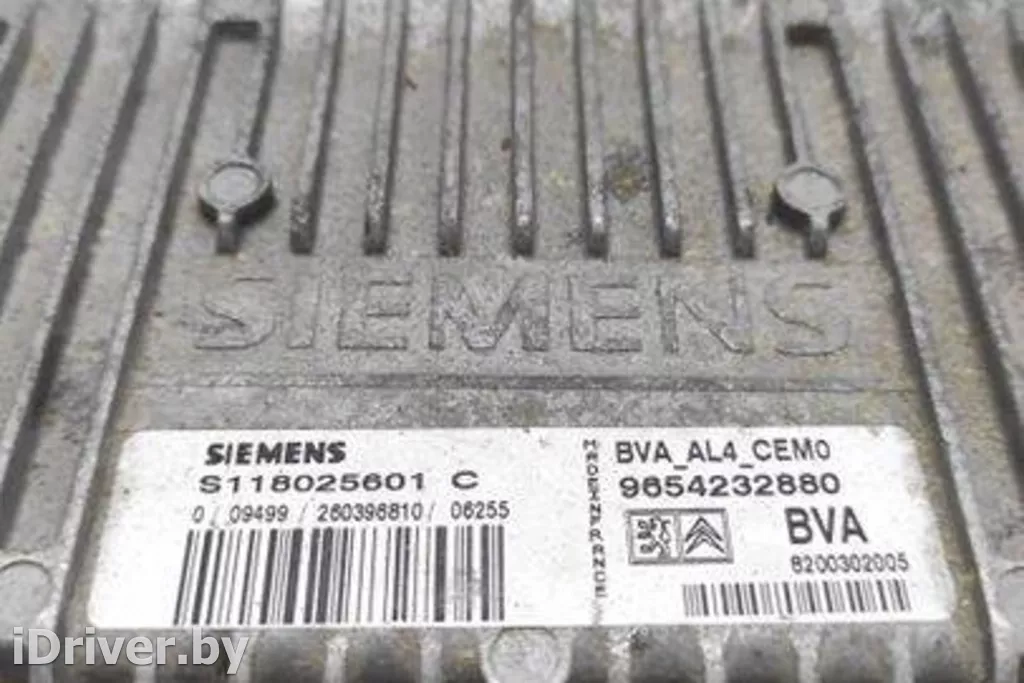 SIEMENS
SIEMENS
S118025601 C
0 / 09499 / 260396810 / 06255
MADE IN FRANCE
BVA_AL4_CEM0
9654232880
BVA
8200302005
iDriver.by